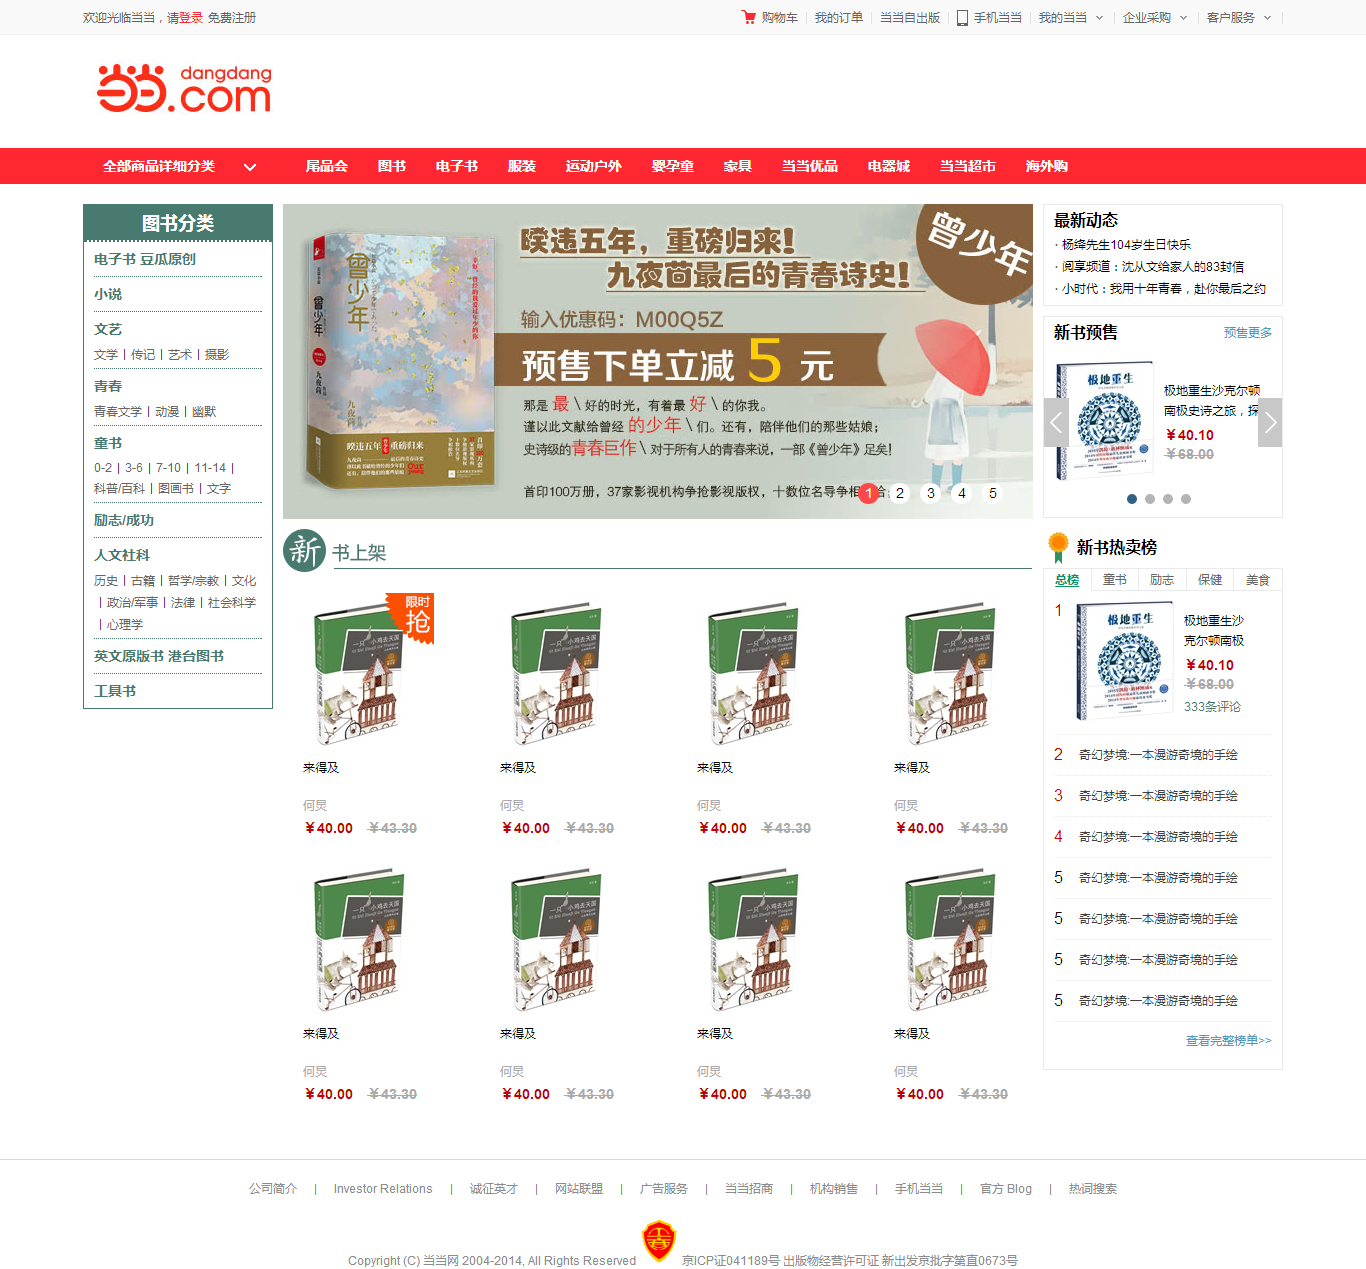 欢迎光临当当，请登录 免费注册
购物车 我的订单 当当自出版 手机当当 我的当当 企业采购 客户服务
dangdang
.com
全部商品详细分类 尾品会 图书 电子书 服装 运动户外 婴孕童 家具 当当优品 电器城 当当超市 海外购
图书分类
电子书 豆瓣原创
小说
文艺
文学 | 传记 | 艺术 | 摄影
青春
青春文学 | 动漫 | 幽默
童书
0-2 | 3-6 | 7-10 | 11-14 |
科普/百科 | 图画书 | 文字
励志/成功
人文社科
历史 | 古籍 | 哲学/宗教 | 文化
| 政治/军事 | 法律 | 社会科学
| 心理学
英文原版书 港台图书
工具书
曾少年
暌违五年，重磅归来!
九夜茴最后的青春诗史!
曾少年
输入优惠码：M00Q5Z
预售下单立减 5 元
那是 最 \ 好的时光，有着最 好 \ 的你我。
谨以此文献给曾经 的少年 \ 们。还有，陪伴他们的那些姑娘；
史诗级的青春巨作 \ 对于所有人的青春来说，一部《曾少年》足矣！
首印100万册，37家影视机构争抢影视版权，十数位名导争相
1 2 3 4 5
曾少年
九夜茴
暌违五年 重磅归来
新 书上架
限时
抢
来得及 来得及 来得及 来得及
何炅 何炅 何炅 何炅
￥40.00 ￥43.30 ￥40.00 ￥43.30 ￥40.00 ￥43.30 ￥40.00 ￥43.30
来得及 来得及 来得及 来得及
何炅 何炅 何炅 何炅
￥40.00 ￥43.30 ￥40.00 ￥43.30 ￥40.00 ￥43.30 ￥40.00 ￥43.30
最新动态
· 杨绛先生104岁生日快乐
· 阅享频道：沈从文给家人的83封信
· 小时代：我用十年青春，赴你最后之约
新书预售 预售更多
极地重生
极地重生沙克尔顿
南极史诗之旅，探
￥40.10
￥68.00
新书热卖榜
总榜 童书 励志 保健 美食
1
极地重生
极地重生沙
克尔顿南极
￥40.10
￥68.00
333条评论
2 奇幻梦境:一本漫游奇境的手绘
3 奇幻梦境:一本漫游奇境的手绘
4 奇幻梦境:一本漫游奇境的手绘
5 奇幻梦境:一本漫游奇境的手绘
5 奇幻梦境:一本漫游奇境的手绘
5 奇幻梦境:一本漫游奇境的手绘
5 奇幻梦境:一本漫游奇境的手绘
查看完整榜单>>
公司简介 | Investor Relations | 诚征英才 | 网站联盟 | 广告服务 | 当当招商 | 机构销售 | 手机当当 | 官方 Blog | 热词搜索
Copyright (C) 当当网 2004-2014, All Rights Reserved 京ICP证041189号 出版物经营许可证 新出发京批字第直0673号